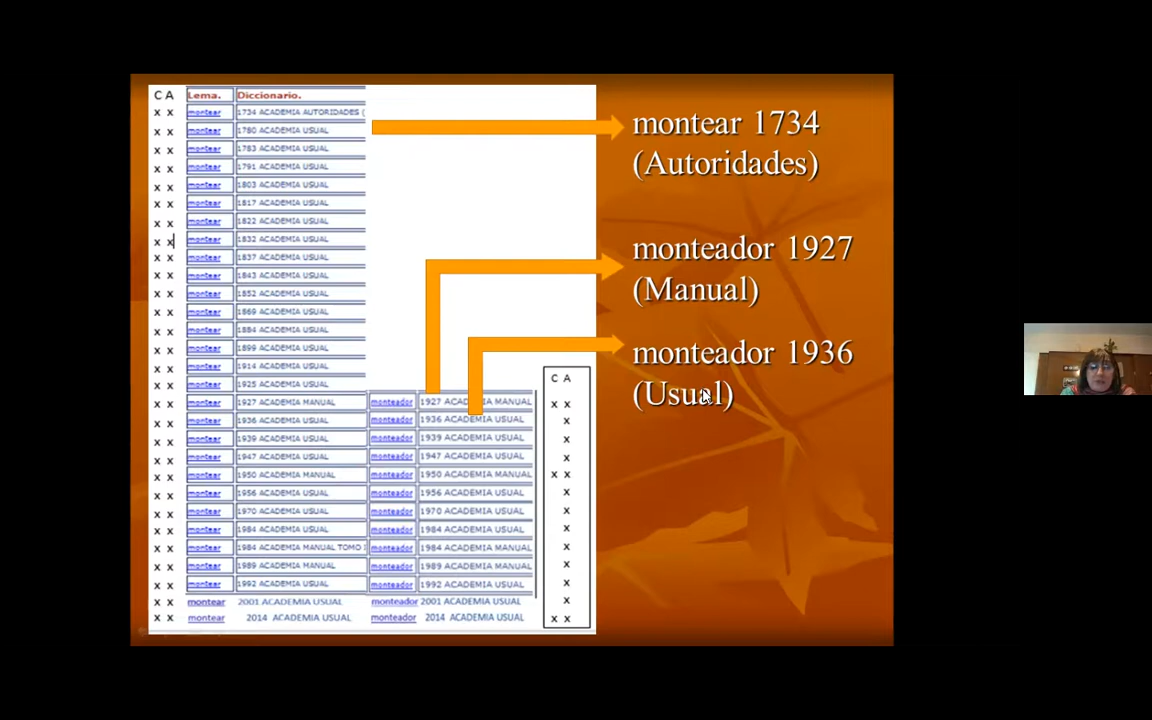 C A Lema. Diccionario.
x x montear 1734 ACADEMIA AUTORIDADES (
x x montear 1780 ACADEMIA USUAL
x x montear 1783 ACADEMIA USUAL
x x montear 1791 ACADEMIA USUAL
x x montear 1803 ACADEMIA USUAL
x x montear 1817 ACADEMIA USUAL
x x montear 1822 ACADEMIA USUAL
x x montear 1832 ACADEMIA USUAL
x x montear 1837 ACADEMIA USUAL
x x montear 1843 ACADEMIA USUAL
x x montear 1852 ACADEMIA USUAL
x x montear 1869 ACADEMIA USUAL
x x montear 1884 ACADEMIA USUAL
x x montear 1899 ACADEMIA USUAL
x x montear 1914 ACADEMIA USUAL
x x montear 1925 ACADEMIA USUAL C A
x x montear 1927 ACADEMIA MANUAL monteador 1927 ACADEMIA MANUAL x x
x x montear 1936 ACADEMIA USUAL monteador 1936 ACADEMIA USUAL x
x x montear 1939 ACADEMIA USUAL monteador 1939 ACADEMIA USUAL x
x x montear 1947 ACADEMIA USUAL monteador 1947 ACADEMIA USUAL x
x x montear 1950 ACADEMIA MANUAL monteador 1950 ACADEMIA MANUAL x x
x x montear 1956 ACADEMIA USUAL monteador 1956 ACADEMIA USUAL x
x x montear 1970 ACADEMIA USUAL monteador 1970 ACADEMIA USUAL x
x x montear 1984 ACADEMIA USUAL monteador 1984 ACADEMIA USUAL x
x x montear 1984 ACADEMIA MANUAL TOMO monteador 1984 ACADEMIA MANUAL x
x x montear 1989 ACADEMIA MANUAL monteador 1989 ACADEMIA MANUAL x
x x montear 1992 ACADEMIA USUAL monteador 1992 ACADEMIA USUAL x
x x montear 2001 ACADEMIA USUAL monteador 2001 ACADEMIA USUAL x
x x montear 2014 ACADEMIA USUAL monteador 2014 ACADEMIA USUAL x x
montear 1734
(Autoridades)
monteador 1927
(Manual)
monteador 1936
(Usual)